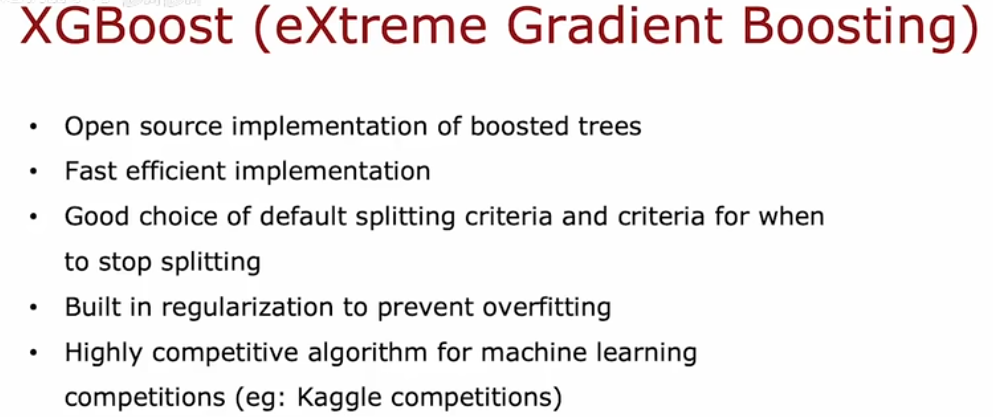 XGBoost (eXtreme Gradient Boosting)
• Open source implementation of boosted trees
• Fast efficient implementation
• Good choice of default splitting criteria and criteria for when
to stop splitting
• Built in regularization to prevent overfitting
• Highly competitive algorithm for machine learning
competitions (eg: Kaggle competitions)